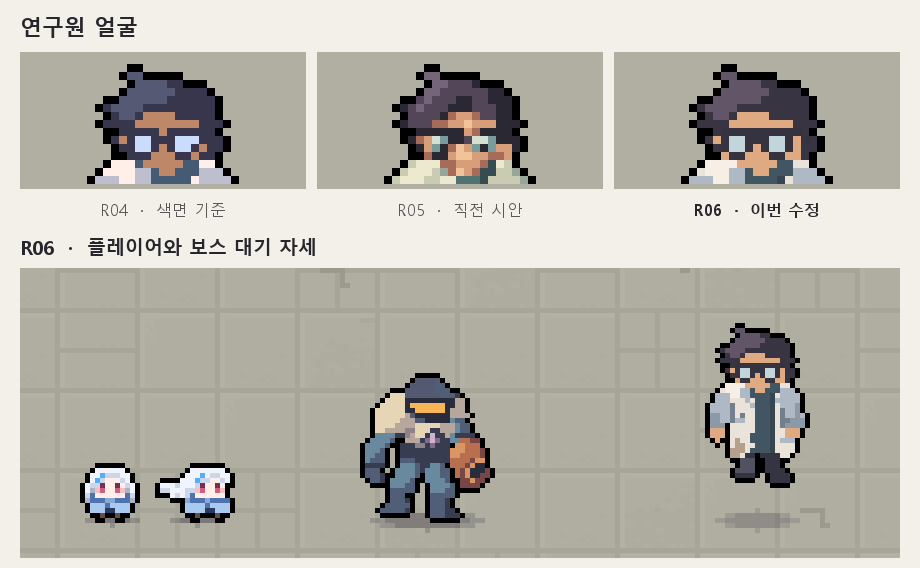 연구원 얼굴
R04 · 색면 기준
R05 · 직전 시안
R06 · 이번 수정
R06 · 플레이어와 보스 대기 자세